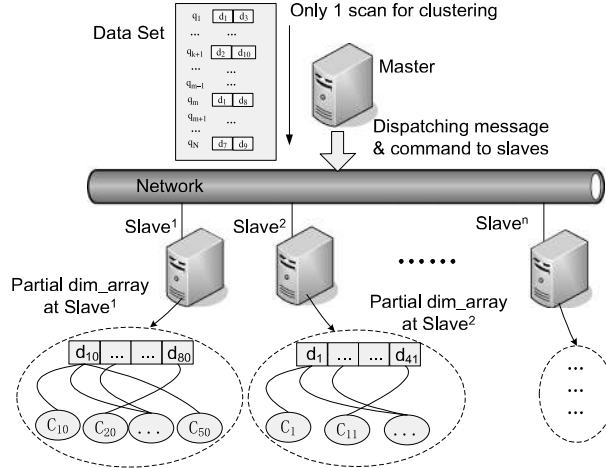 Data Set
q1 d1 d3
... ...
qk+1 d2 d10
... ...
qm-1 ...
qm d1 d8
qm+1 ...
... ...
qN d7 d9
Only 1 scan for clustering
Master
Dispatching message
& command to slaves
Network
Slave1
Slave2
Slaven
......
Partial dim_array
at Slave1
Partial dim_array
at Slave2
d10 ... ... d80
C10 C20 ... C50
d1 ... ... d41
C1 C11 ...
...
...
...